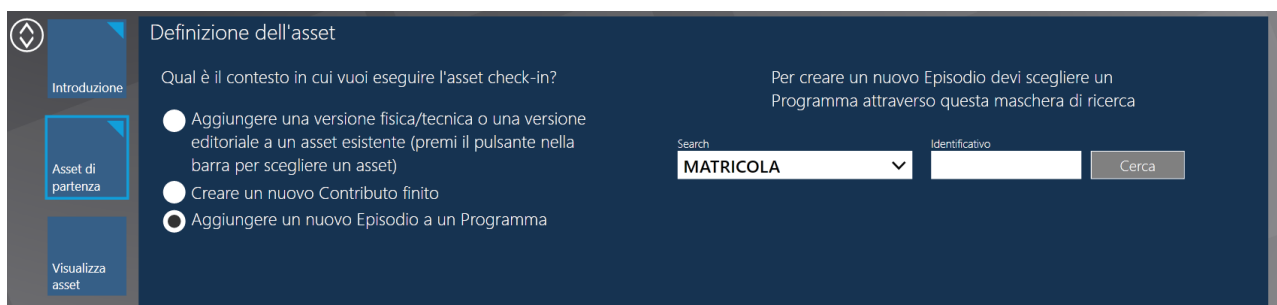 Definizione dell'asset
Introduzione
Qual è il contesto in cui vuoi eseguire l'asset check-in?
Aggiungere una versione fisica/tecnica o una versione
editoriale a un asset esistente (premi il pulsante nella
barra per scegliere un asset)
Creare un nuovo Contributo finito
Aggiungere un nuovo Episodio a un Programma
Per creare un nuovo Episodio devi scegliere un
Programma attraverso questa maschera di ricerca
Search
MATRICOLA
Identificativo
Cerca
Asset di
partenza
Visualizza
asset